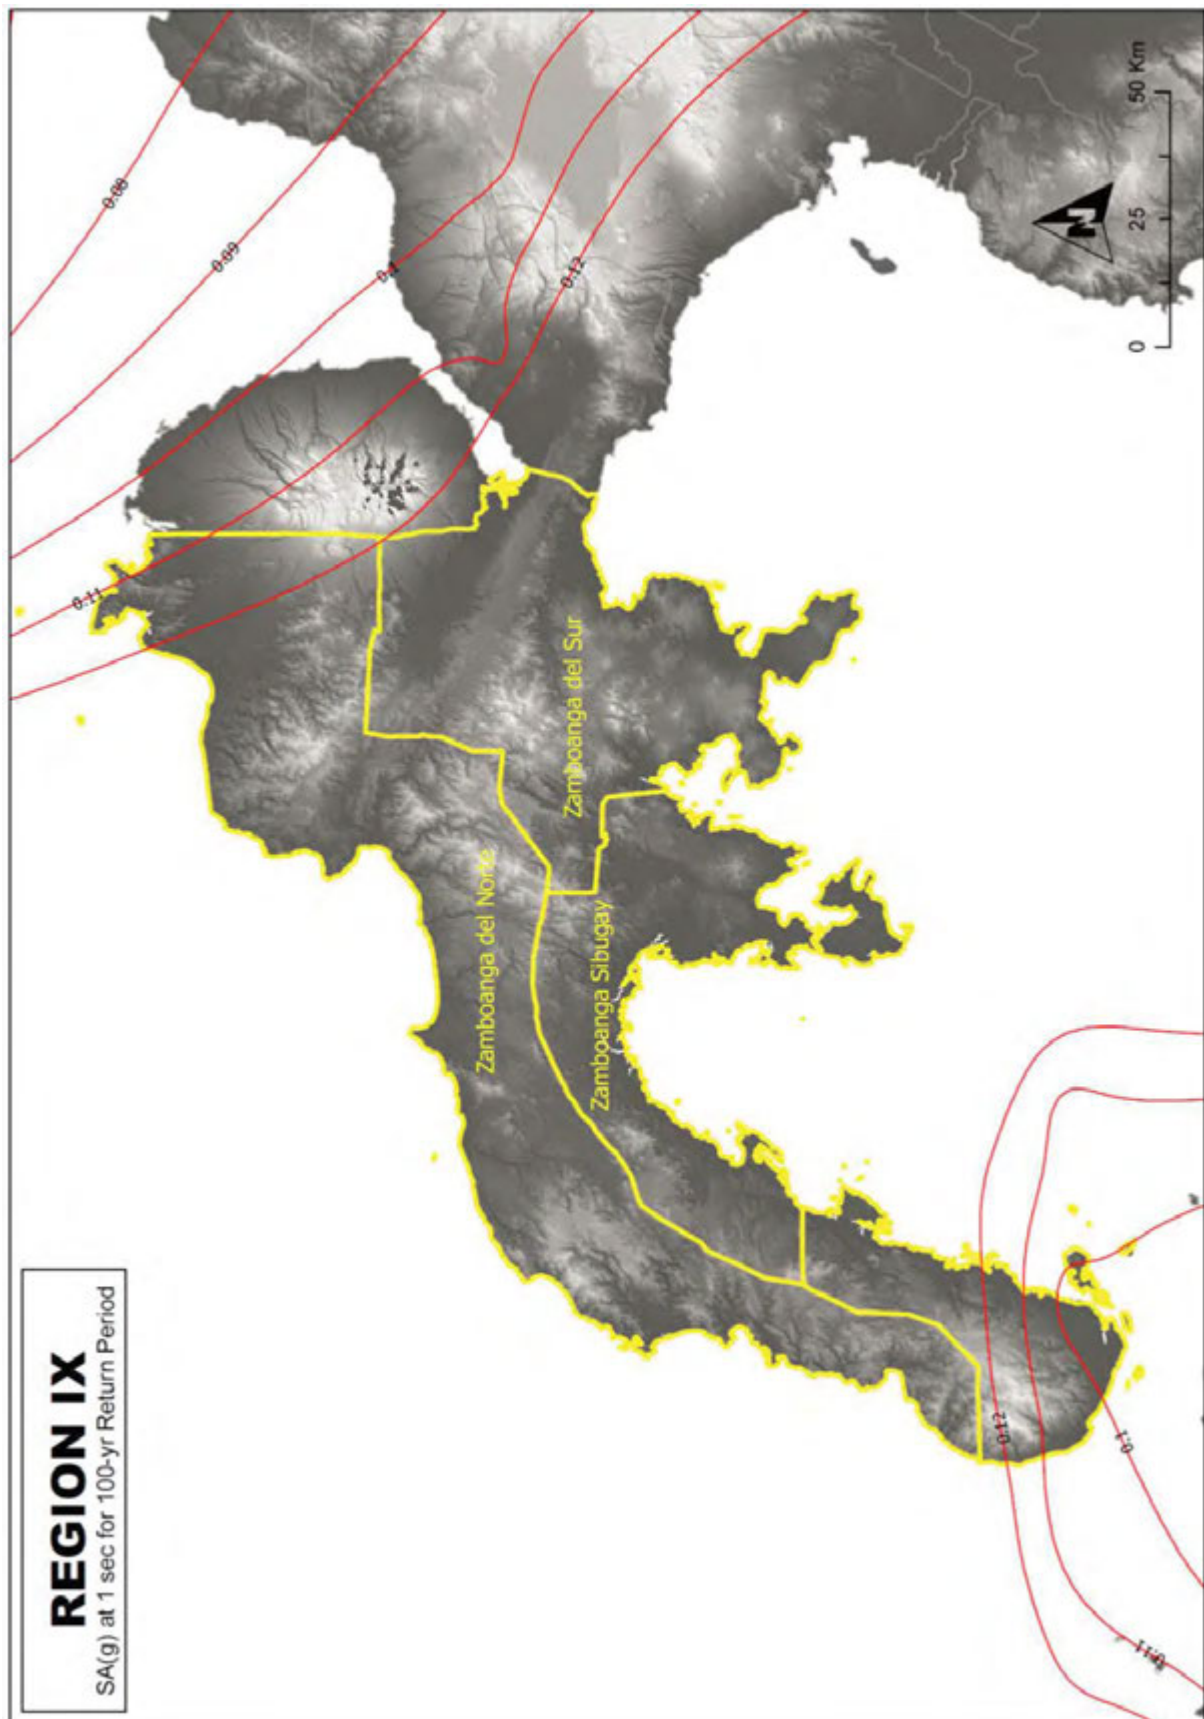 REGION IX
SA(g) at 1 sec for 100-yr Return Period
0.08
0.09
0.1
0.11
0.12
Zamboanga del Norte
Zamboanga del Sur
Zamboanga Sibugay
0.12
0.1
0.11
N
0 25 50 Km